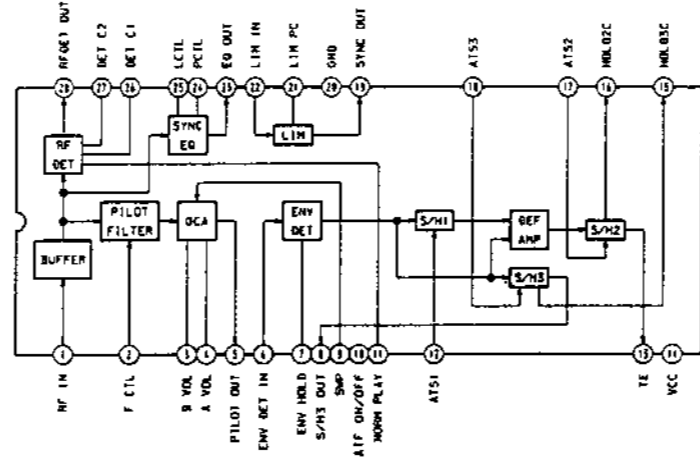 RFDET OUT
DET C2
DET C1
LCTL
PCTL
EQ OUT
LIM IN
LIM PC
GND
SYNC OUT
ATS3
ATS2
HOLD2C
HOLD3C
28
27
26
25
24
23
22
21
20
19
18
17
16
15
RF
DET
SYNC
EQ
LIM
PILOT
FILTER
GCA
ENV
DET
S/H1
DEF
AMP
S/H2
BUFFER
S/H3
1
2
3
4
5
6
7
8
9
10
11
12
13
14
RF IN
F CTL
B VOL
A VOL
PILOT OUT
ENV DET IN
ENV HOLD
S/H3 OUT
SWP
ATF ON/OFF
NORM PLAY
ATS1
TE
VCC